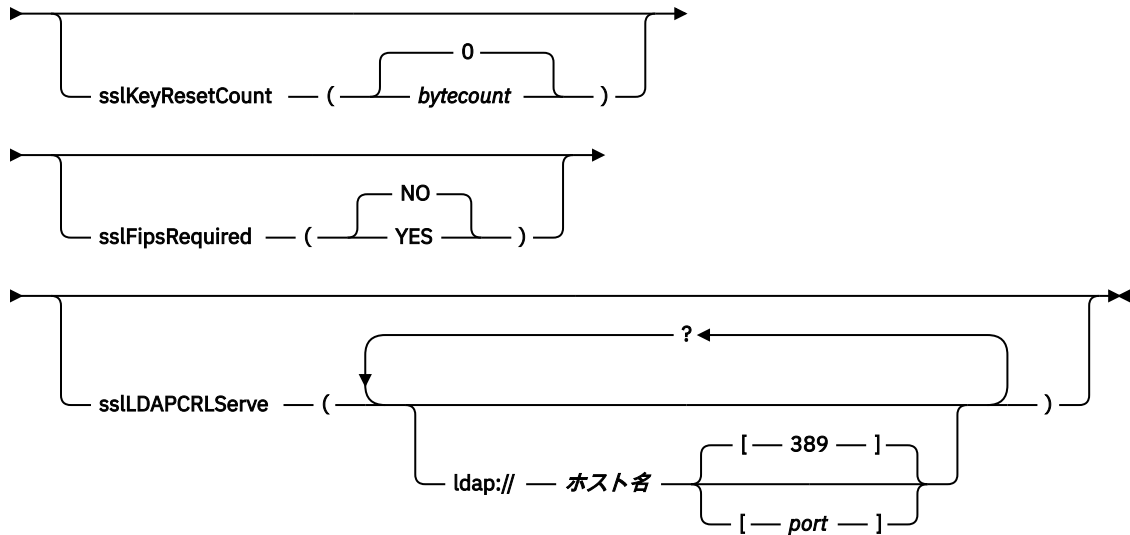 0
sslKeyResetCount ( bytecount )
NO
sslFipsRequired ( YES )
?
sslLDAPCRLServe ( )
[ 389 ]
ldap:// ホスト名
[ port ]